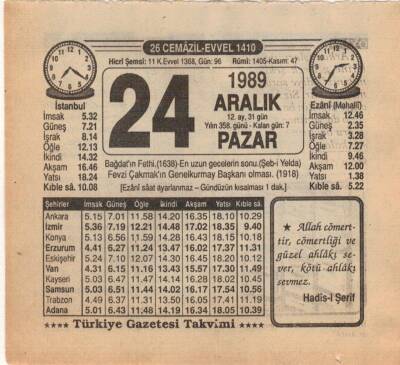 26 CEMÂZİL-EVVEL 1410
Hicrî Şemsî: 11 K.Evvel 1368, Gün: 96 Rûmî: 1405-Kasım: 47
24
1989
ARALIK
12. ay, 31 gün
Yılın 358. günü - Kalan gün: 7
PAZAR
İstanbul
İmsak 5.32
Güneş 7.21
İşrak 8.14
Öğle 12.13
İkindi 14.32
Akşam 16.46
Yatsı 18.24
Kıble sâ. 10.08
Ezânî (Mahallî)
İmsak 12.46
Güneş 2.35
İşrak 3.28
Öğle 7.27
İkindi 9.46
Akşam 12.00
Yatsı 1.38
Kıble sâ. 5.22
Bağdat'ın Fethi.(1638)-En uzun gecelerin sonu.(Şeb-i Yelda)
Fevzi Çakmak'ın Genelkurmay Başkanı olması. (1918)
[Ezânî sâat ayarlanmaz – Gündüzün kısalması 1 dak.]
Şehirler İmsak Güneş Öğle İkindi Akşam Yatsı Kıble sâ.
Ankara 5.15 7.01 11.58 14.20 16.35 18.10 10.29
İzmir 5.36 7.19 12.21 14.48 17.02 18.35 9.40
Konya 5.13 6.56 11.59 14.28 16.43 18.15 10.18
Erzurum 4.41 6.27 11.24 13.47 16.02 17.37 11.31
Eskişehir 5.24 7.10 12.07 14.30 16.45 18.20 10.12
Van 4.31 6.15 11.16 13.43 15.57 17.30 11.49
Kayseri 5.03 6.47 11.47 14.14 16.28 18.02 10.45
Samsun 5.03 6.51 11.44 14.02 16.17 17.54 10.56
Trabzon 4.49 6.37 11.31 13.50 16.05 17.41 11.19
Adana 5.01 6.43 11.48 14.19 16.34 18.05 10.39
★ Allah cömert-
tir, cömertliği ve
güzel ahlâkı se-
ver, kötü ahlâkı
sevmez.
Hadîs-i Şerîf
★★★★ Türkiye Gazetesi Takvimi ★★★★